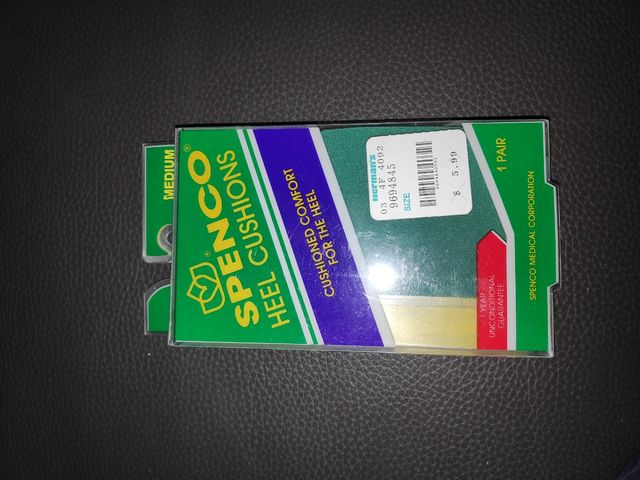 MEDIUM
SPENCO®
HEEL CUSHIONS
CUSHIONED COMFORT
FOR THE HEEL
Herman's
03 4F 4092
9694845
SIZE
$ 5.99
1 YEAR
UNCONDITIONAL
GUARANTEE
1 PAIR
SPENCO MEDICAL CORPORATION